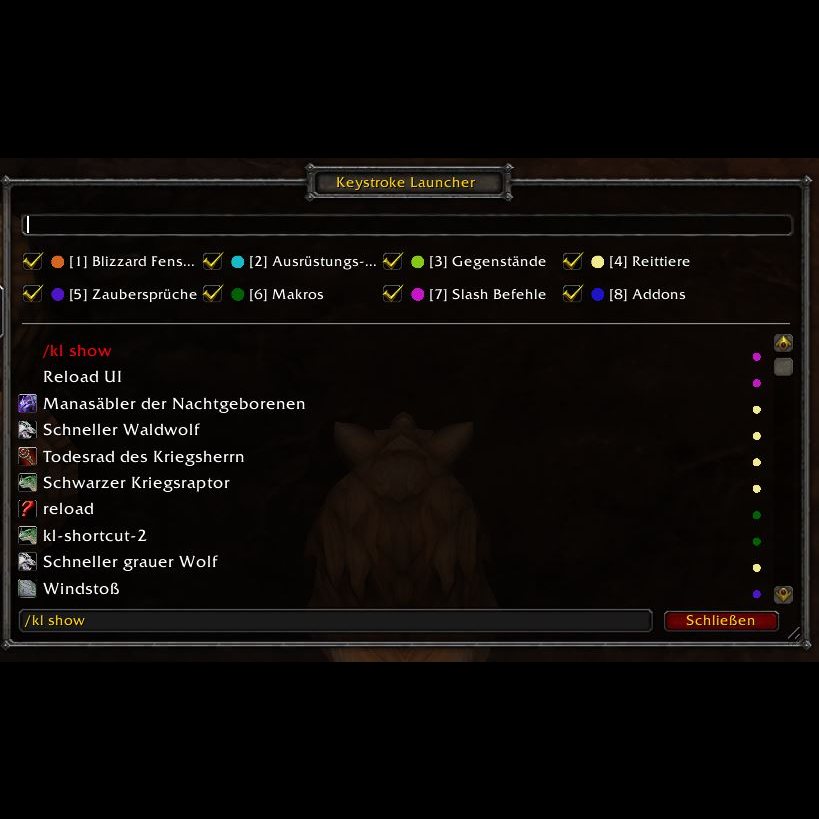 Keystroke Launcher
[1] Blizzard Fens... [2] Ausrüstungs-... [3] Gegenstände [4] Reittiere
[5] Zaubersprüche [6] Makros [7] Slash Befehle [8] Addons
/kl show
Reload UI
Manasäbler der Nachtgeborenen
Schneller Waldwolf
Todesrad des Kriegsherrn
Schwarzer Kriegsraptor
reload
kl-shortcut-2
Schneller grauer Wolf
Windstoß
/kl show Schließen